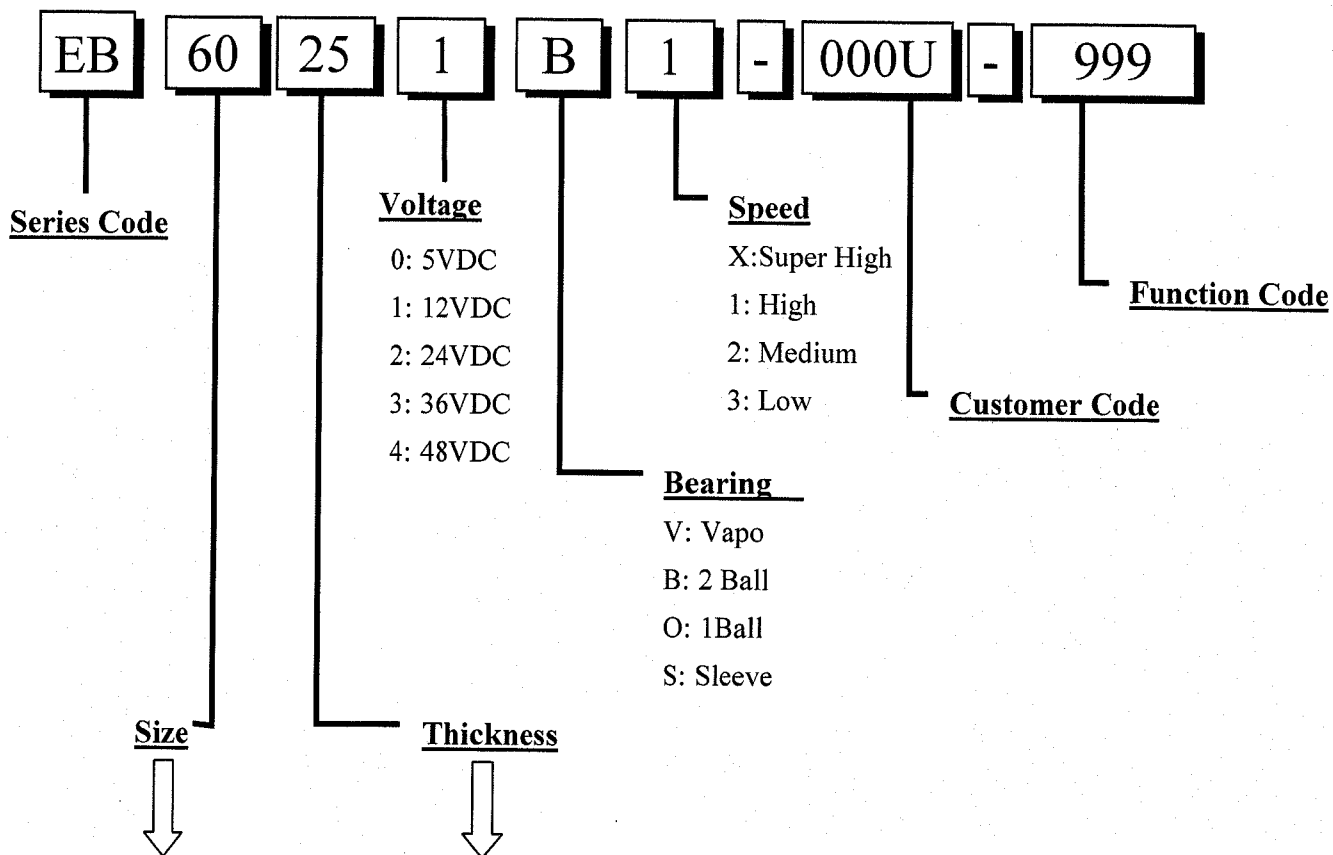 EB 60 25 1 B 1 - 000U - 999
Series Code
Voltage
0: 5VDC
1: 12VDC
2: 24VDC
3: 36VDC
4: 48VDC
Speed
X:Super High
1: High
2: Medium
3: Low
Function Code
Customer Code
Bearing
V: Vapo
B: 2 Ball
O: 1Ball
S: Sleeve
Size
Thickness